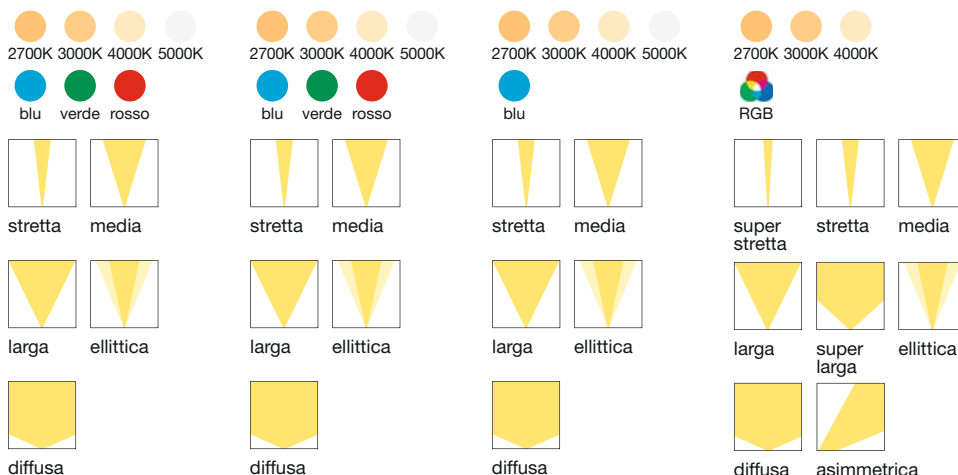 2700K 3000K 4000K 5000K
blu verde rosso
stretta media
larga ellittica
diffusa
2700K 3000K 4000K 5000K
blu verde rosso
stretta media
larga ellittica
diffusa
2700K 3000K 4000K 5000K
blu
stretta media
larga ellittica
diffusa
2700K 3000K 4000K
RGB
super stretta media
stretta
larga super ellittica
larga
diffusa asimmetrica